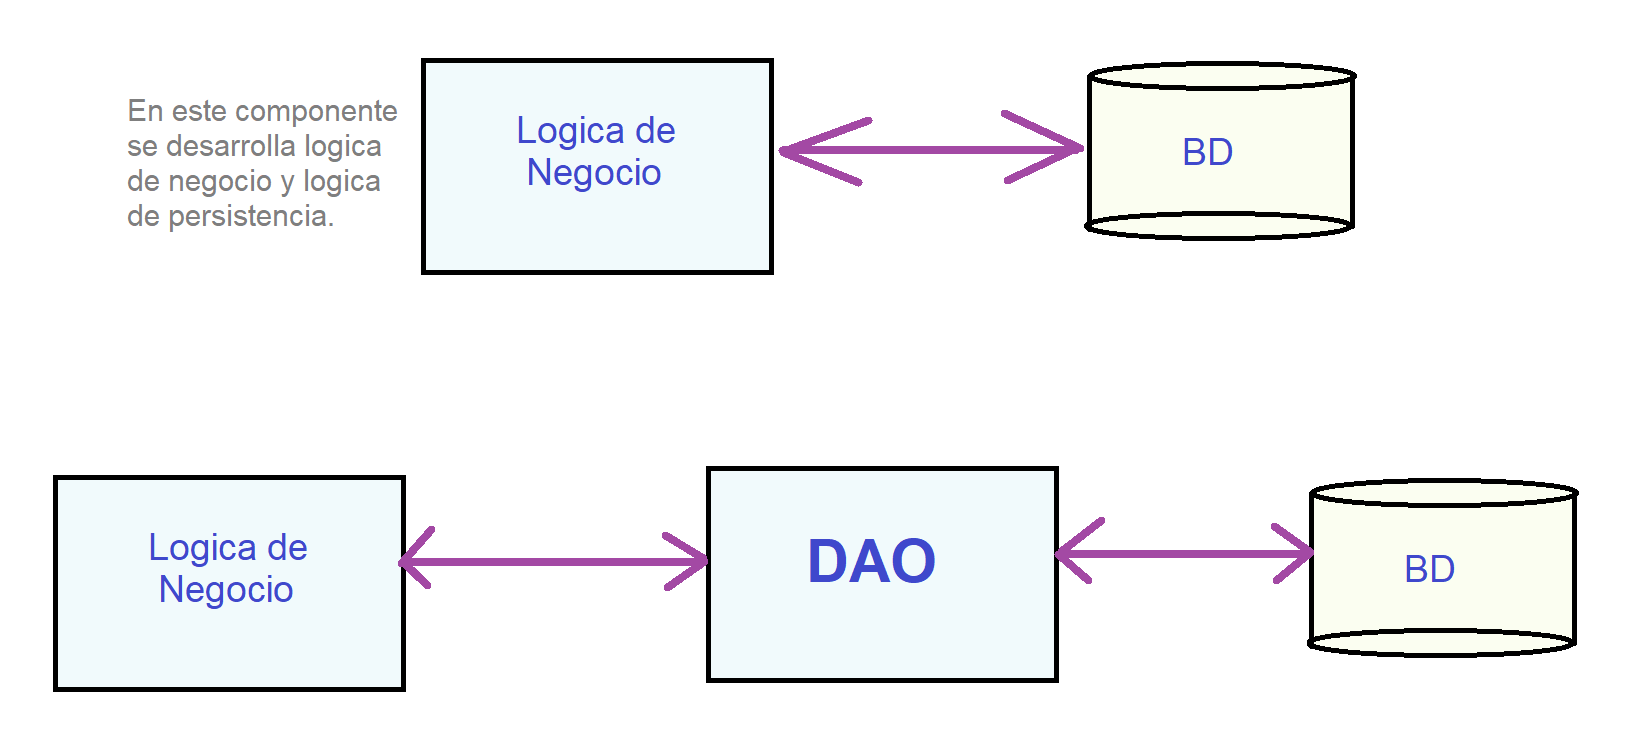 En este componente
se desarrolla logica
de negocio y logica
de persistencia.
Logica de
Negocio
BD
Logica de
Negocio
DAO
BD